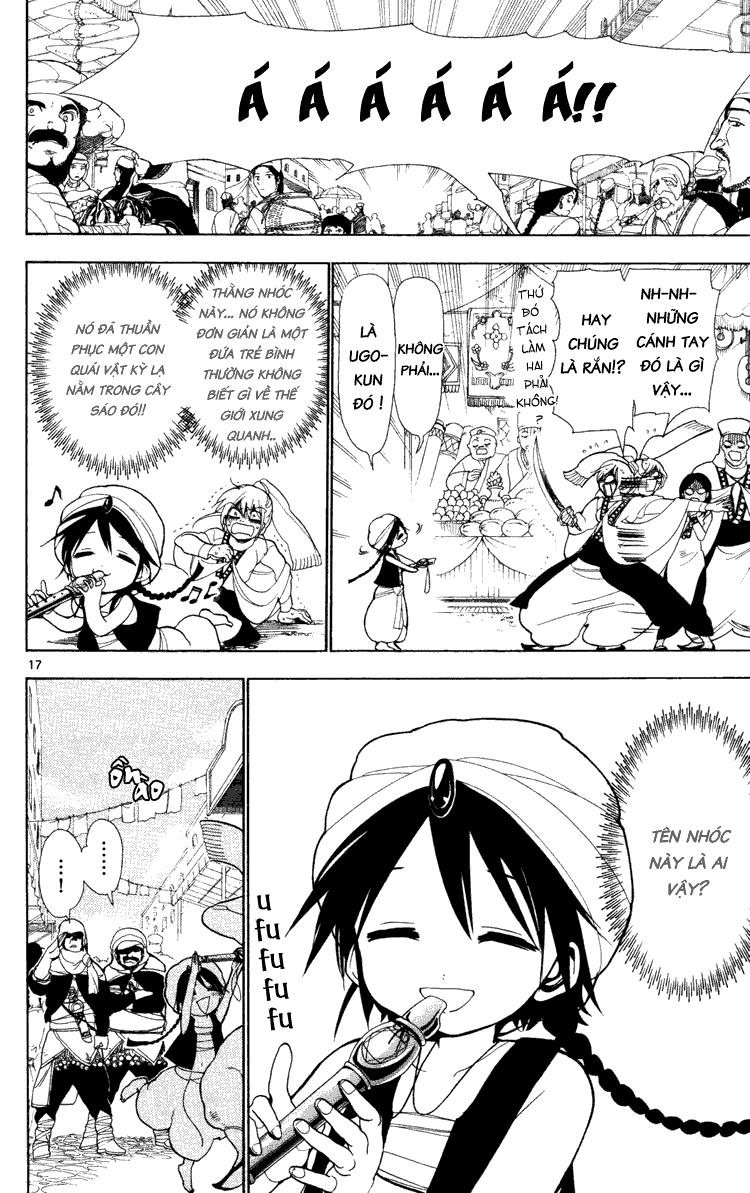 Á Á Á Á Á Á!!
NH-NH-
NHỮNG
CÁNH TAY
ĐÓ LÀ GÌ
VẬY...
HAY
CHÚNG
LÀ RẮN!?
THỨ
ĐÓ
TÁCH
LÀM
HAI
PHẢI
KHÔNG!
?
KHÔNG
PHẢI...
LÀ
UGO-
KUN
ĐÓ !
THẰNG NHÓC
NÀY... NÓ KHÔNG
ĐƠN GIẢN LÀ MỘT
ĐỨA TRẺ BÌNH
THƯỜNG KHÔNG
BIẾT GÌ VỀ THẾ
GIỚI XUNG
QUANH..
NÓ ĐÃ THUẦN
PHỤC MỘT CON
QUÁI VẬT KỲ LẠ
NẰM TRONG CÂY
SÁO ĐÓ!!
17
TÊN NHÓC
NÀY LÀ AI
VẬY?
u
fu
fu
fu
fu
ỒN
ÀO
......
...!